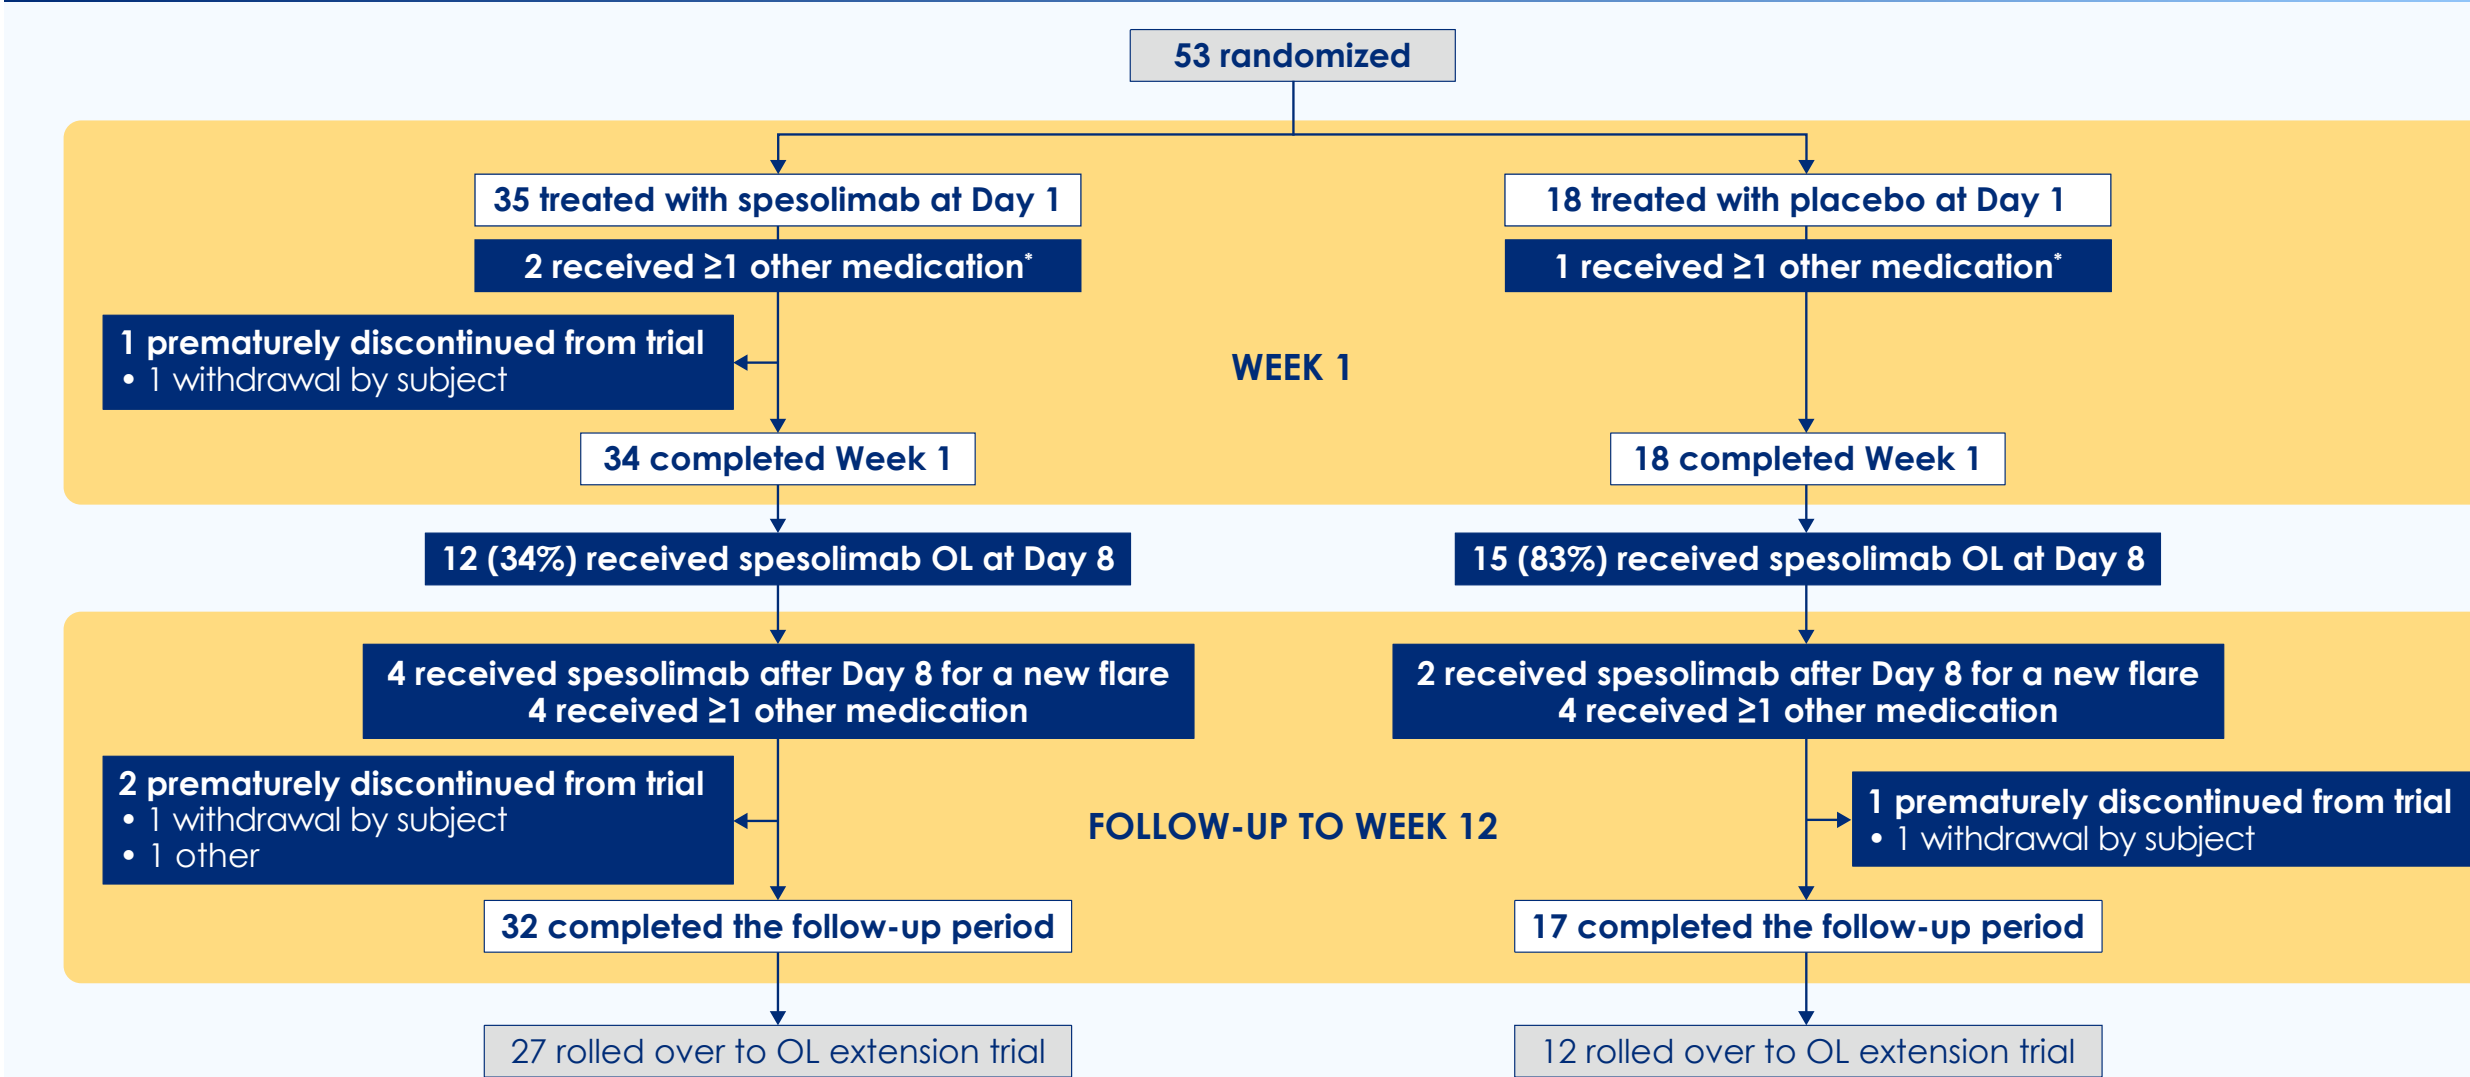 53 randomized
35 treated with spesolimab at Day 1
2 received ≥1 other medication*
1 prematurely discontinued from trial
• 1 withdrawal by subject
34 completed Week 1
18 treated with placebo at Day 1
1 received ≥1 other medication*
WEEK 1
18 completed Week 1
12 (34%) received spesolimab OL at Day 8
15 (83%) received spesolimab OL at Day 8
4 received spesolimab after Day 8 for a new flare
4 received ≥1 other medication
2 prematurely discontinued from trial
• 1 withdrawal by subject
• 1 other
32 completed the follow-up period
FOLLOW-UP TO WEEK 12
2 received spesolimab after Day 8 for a new flare
4 received ≥1 other medication
1 prematurely discontinued from trial
• 1 withdrawal by subject
17 completed the follow-up period
27 rolled over to OL extension trial
12 rolled over to OL extension trial